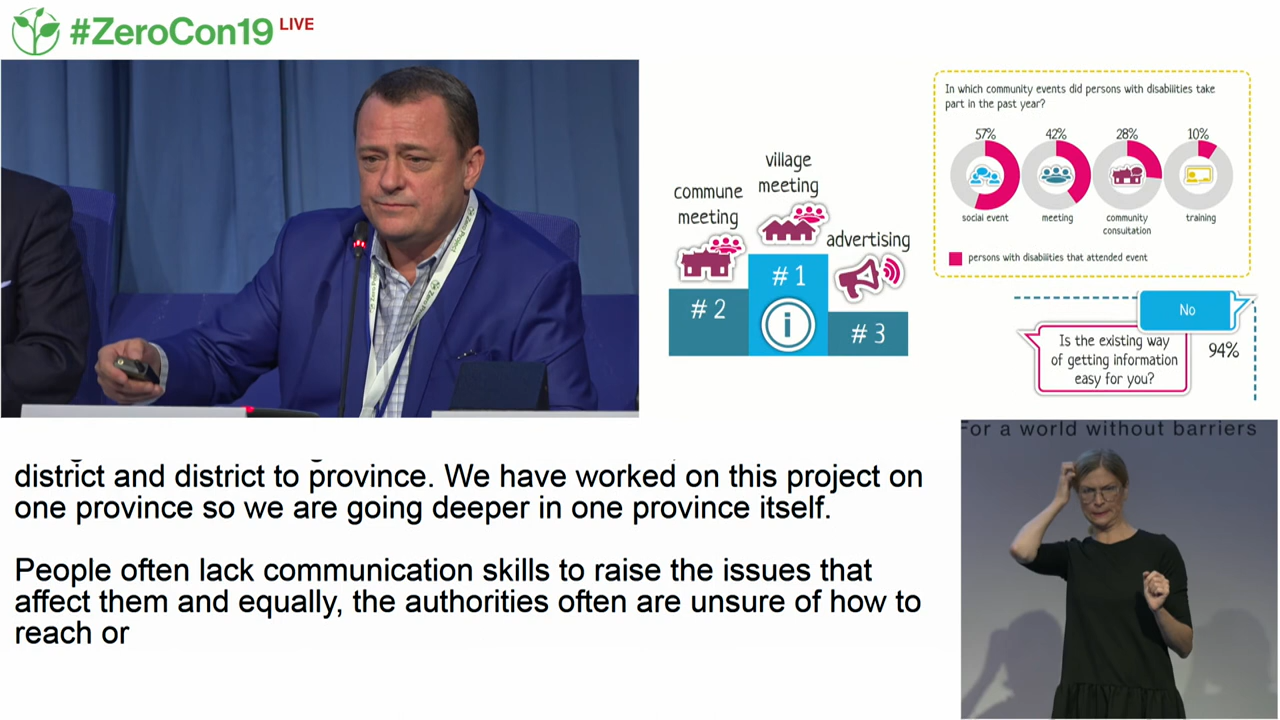 #ZeroCon19 LIVE
commune
meeting
village
meeting
advertising
# 1
# 2
# 3
i
In which community events did persons with disabilities take
part in the past year?
57%
42%
28%
10%
social event
meeting
community
consultation
training
persons with disabilities that attended event
No
Is the existing way
of getting information
easy for you?
94%
district and district to province. We have worked on this project on
one province so we are going deeper in one province itself.
People often lack communication skills to raise the issues that
affect them and equally, the authorities often are unsure of how to
reach or
For a world without barriers